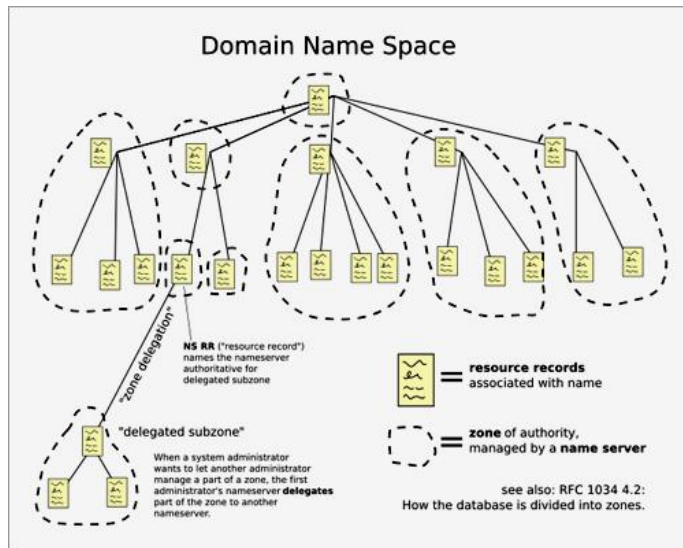 Domain Name Space
"zone delegation"
NS RR ("resource record")
names the nameserver
authoritative for
delegated subzone
resource records
associated with name
"delegated subzone"
When a system administrator
wants to let another administrator
manage a part of a zone, the first
administrator's nameserver delegates
part of the zone to another
nameserver.
zone of authority,
managed by a name server
see also: RFC 1034 4.2:
How the database is divided into zones.